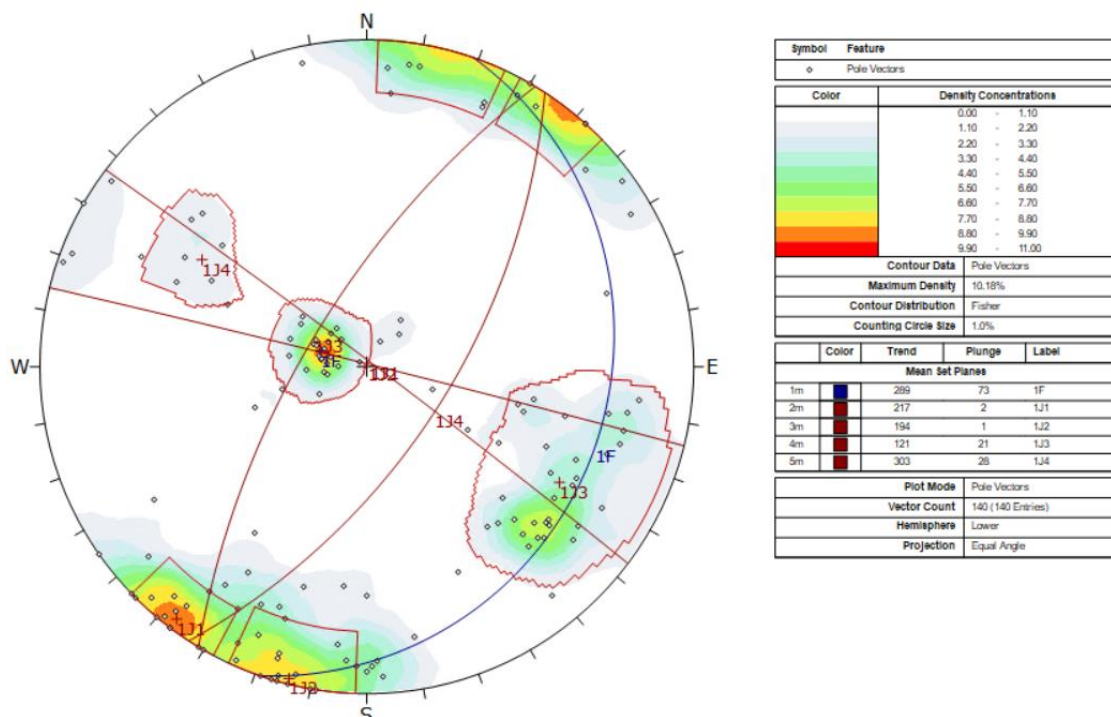 N
W
E
S
1J4
1J3
1F
1J4
1F
1J3
1J1
1J2
Symbol Feature
Pole Vectors
Color Density Concentrations
0.00 - 1.10
1.10 - 2.20
2.20 - 3.30
3.30 - 4.40
4.40 - 5.50
5.50 - 6.60
6.60 - 7.70
7.70 - 8.80
8.80 - 9.90
9.90 - 11.00
Contour Data Pole Vectors
Maximum Density 10.18%
Contour Distribution Fisher
Counting Circle Size 1.0%
Color Trend Plunge Label
Mean Set Planes
1m 289 73 1F
2m 217 2 1J1
3m 194 1 1J2
4m 121 21 1J3
5m 303 28 1J4
Plot Mode Pole Vectors
Vector Count 140 (140 Entries)
Hemisphere Lower
Projection Equal Angle